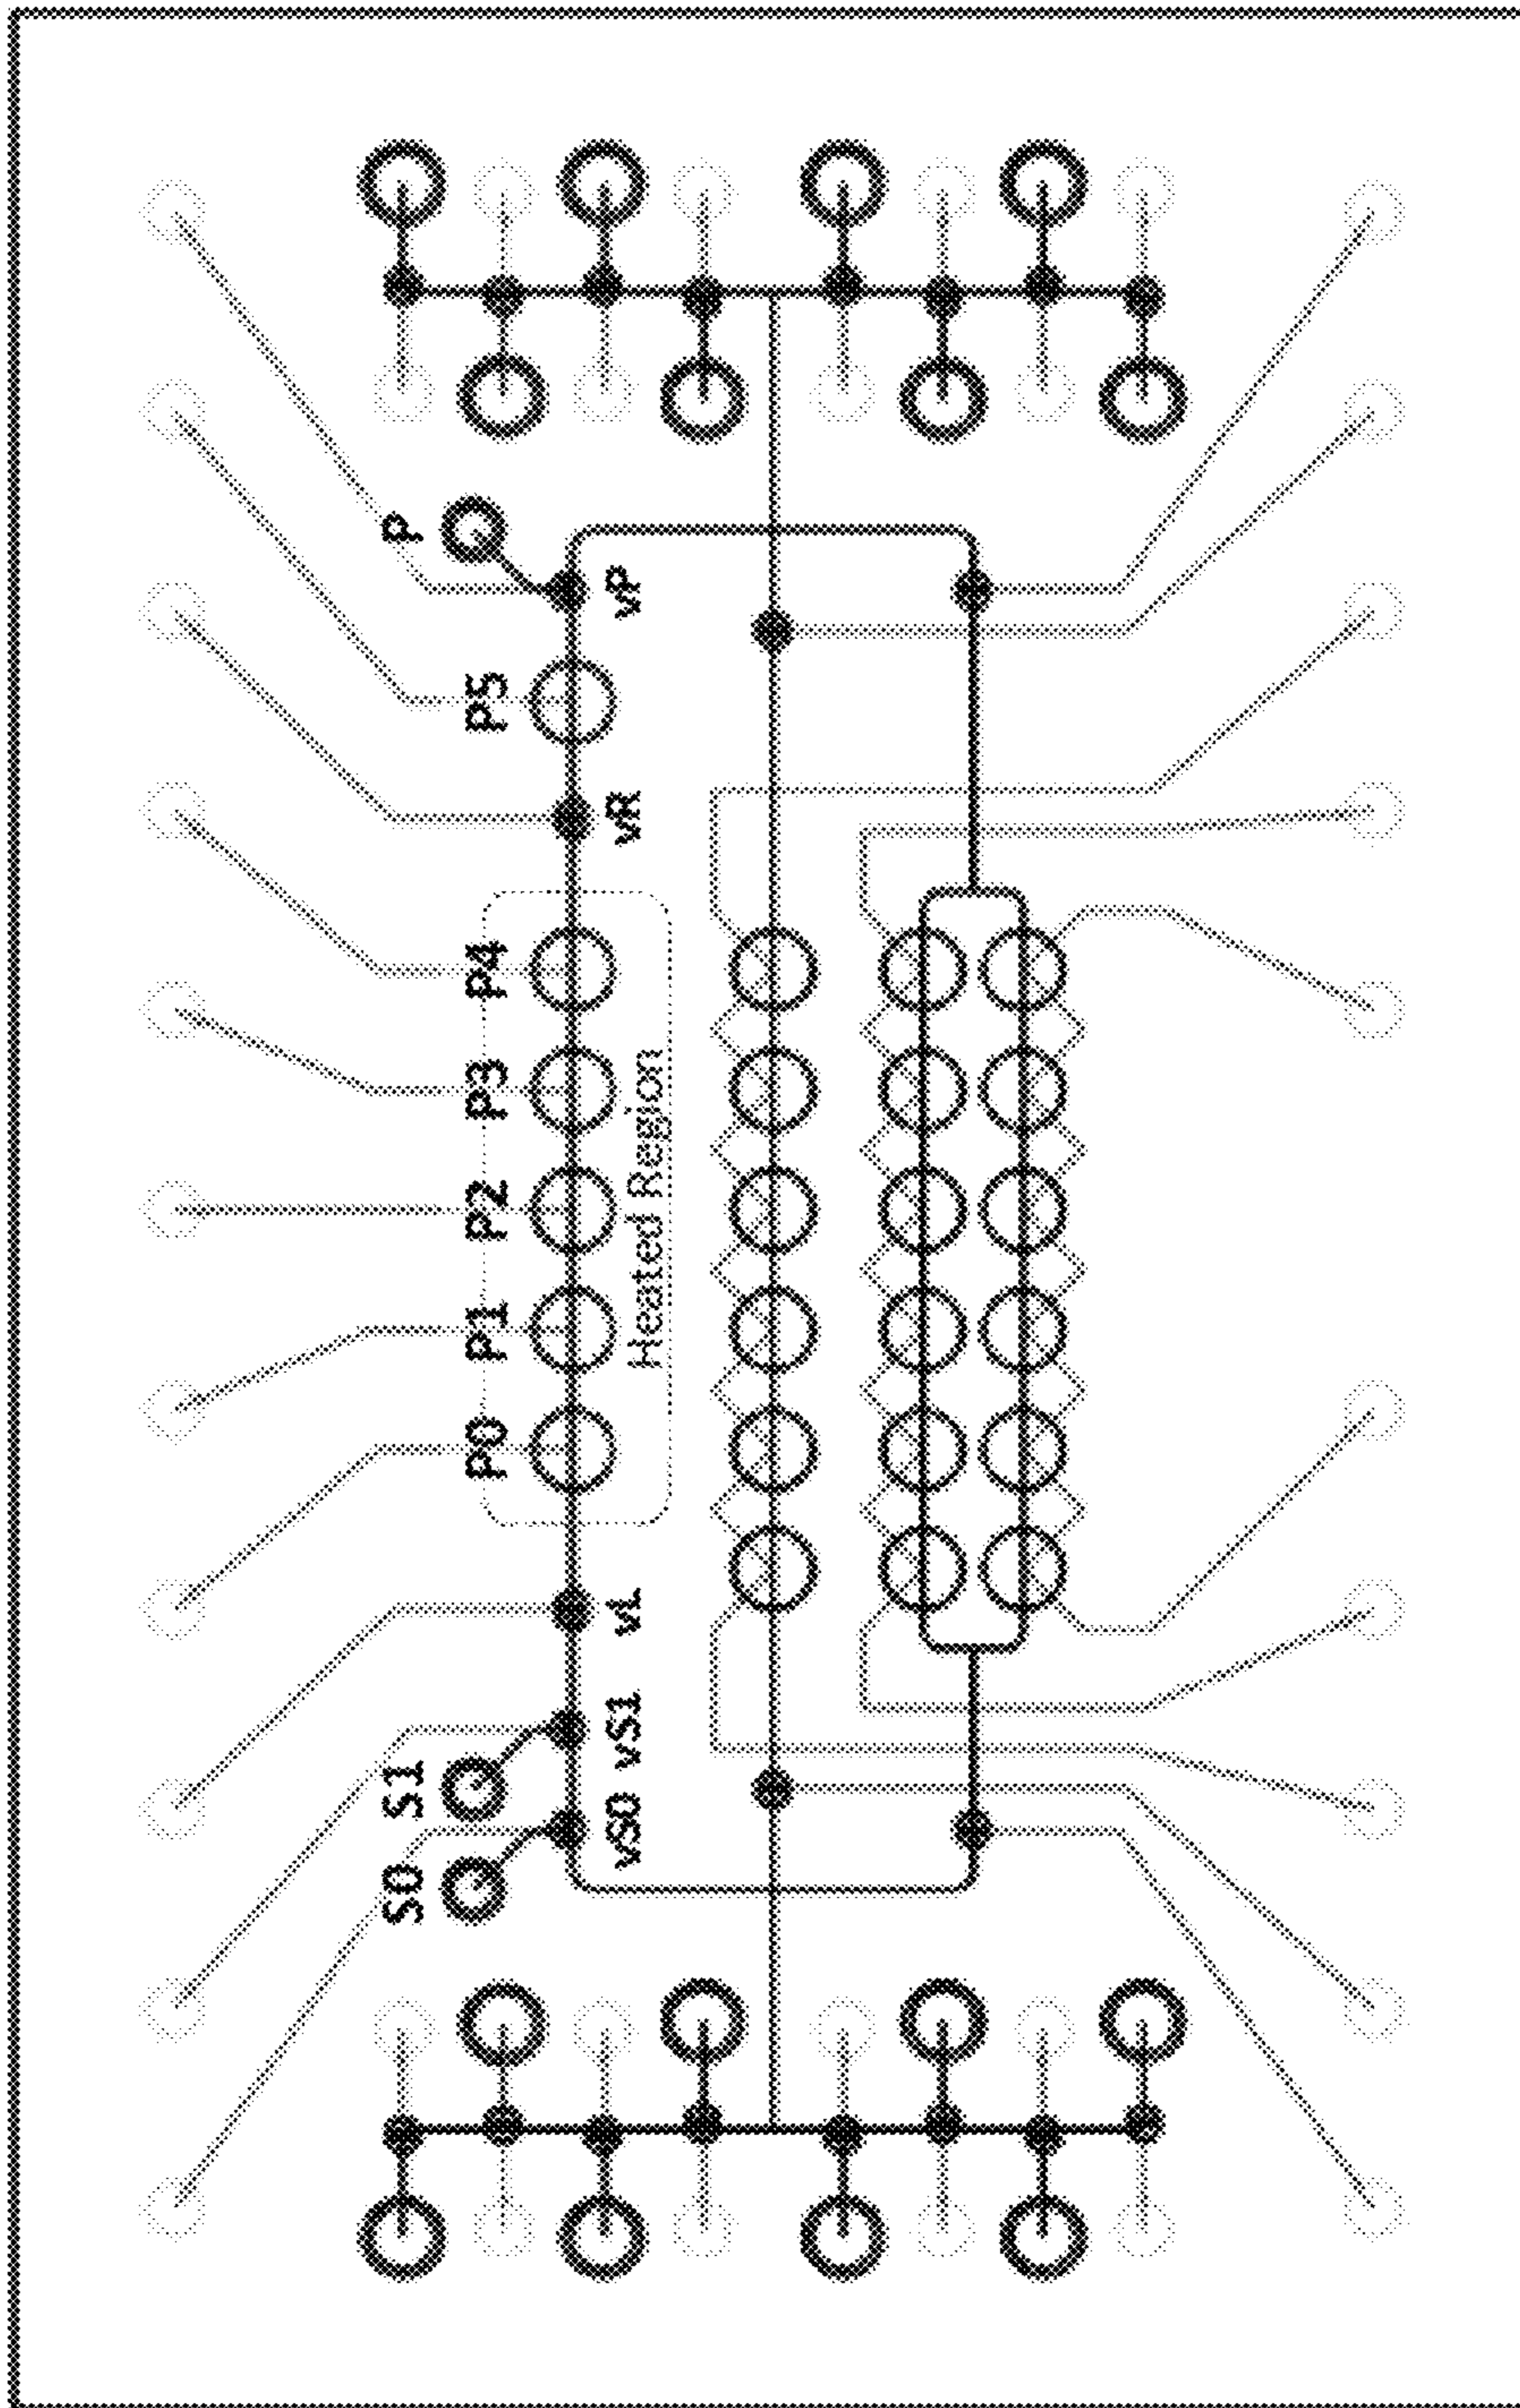 S0
S1
P
P0
P1
P2
P3
P4
P5
Heated Region
vS0
vS1
vL
vR
vP